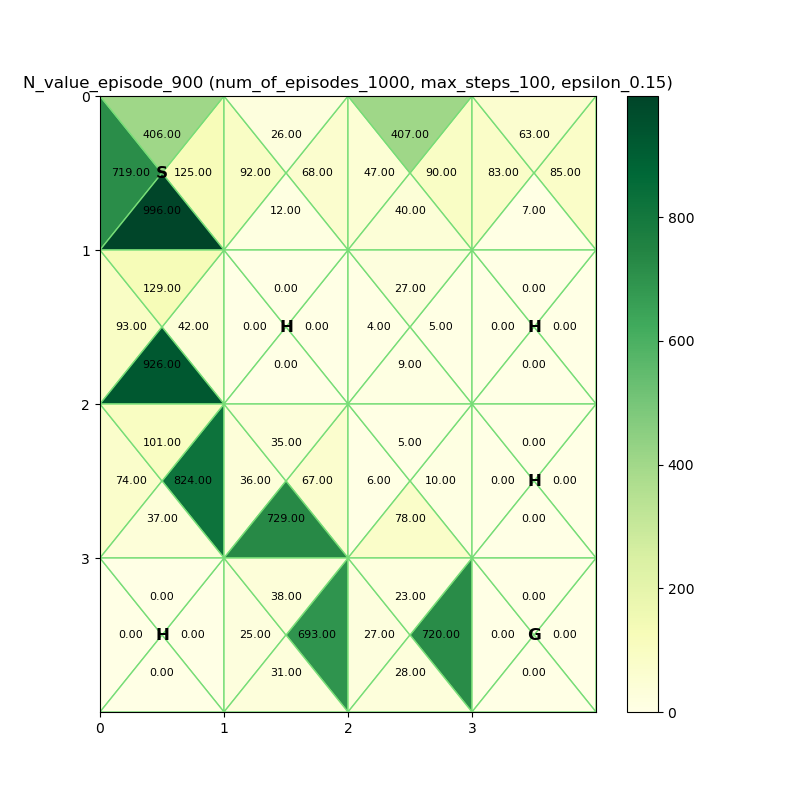 N_value_episode_900 (num_of_episodes_1000, max_steps_100, epsilon_0.15)
0
406.00 26.00 407.00 63.00
719.00 S 125.00 92.00 68.00 47.00 90.00 83.00 85.00
996.00 12.00 40.00 7.00
800
1
129.00 0.00 27.00 0.00
93.00 42.00 0.00 H 0.00 4.00 5.00 0.00 H 0.00
600
926.00 0.00 9.00 0.00
2
101.00 35.00 5.00 0.00
400
74.00 824.00 36.00 67.00 6.00 10.00 0.00 H 0.00
37.00 729.00 78.00 0.00
3
200
0.00 38.00 23.00 0.00
0.00 H 0.00 25.00 693.00 27.00 720.00 0.00 G 0.00
0.00 31.00 28.00 0.00
0
0 1 2 3